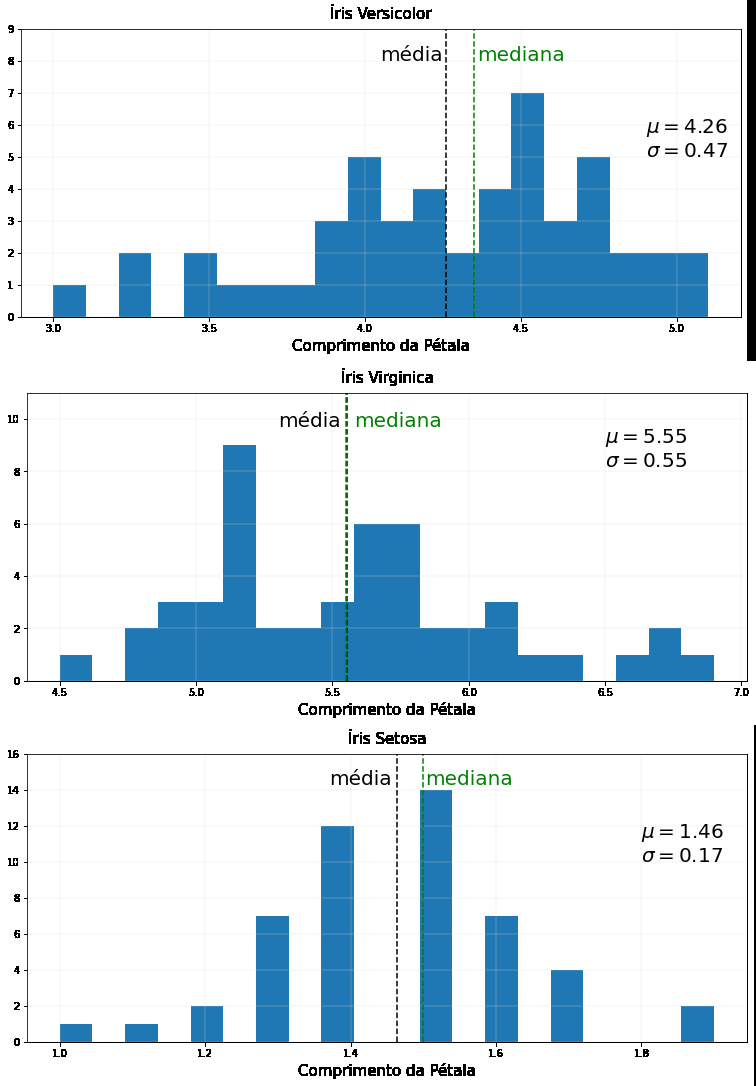 Íris Versicolor
9
8
7
6
5
4
3
2
1
0
média mediana
μ = 4.26
σ = 0.47
3.0 3.5 4.0 4.5 5.0
Comprimento da Pétala
Íris Virginica
10
8
6
4
2
0
média mediana
μ = 5.55
σ = 0.55
4.5 5.0 5.5 6.0 6.5 7.0
Comprimento da Pétala
Íris Setosa
16
14
12
10
8
6
4
2
0
média mediana
μ = 1.46
σ = 0.17
1.0 1.2 1.4 1.6 1.8
Comprimento da Pétala